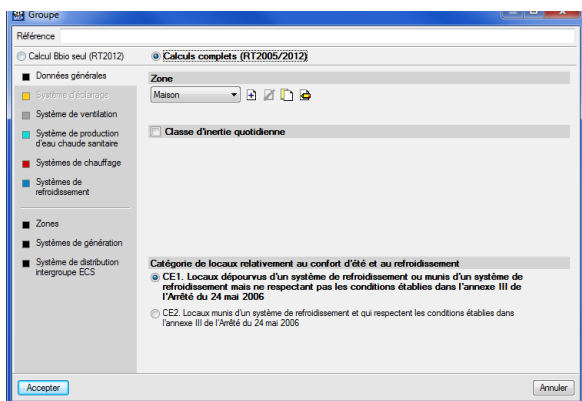 Groupe
Référence
Calcul Bbio seul (RT2012)
Calculs complets (RT2005/2012)
Données générales
Système d'éclairage
Système de ventilation
Système de production
d'eau chaude sanitaire
Systèmes de chauffage
Systèmes de
refroidissement
Zones
Systèmes de génération
Système de distribution
intergroupe ECS
Zone
Maison
Classe d'inertie quotidienne
Catégorie de locaux relativement au confort d'été et au refroidissement
CE1. Locaux dépourvus d'un système de refroidissement ou munis d'un système de
refroidissement mais ne respectant pas les conditions établies dans l'annexe III de
l'Arrêté du 24 mai 2006
CE2. Locaux munis d'un système de refroidissement et qui respectent les conditions établies dans
l'annexe III de l'Arrêté du 24 mai 2006
Accepter
Annuler